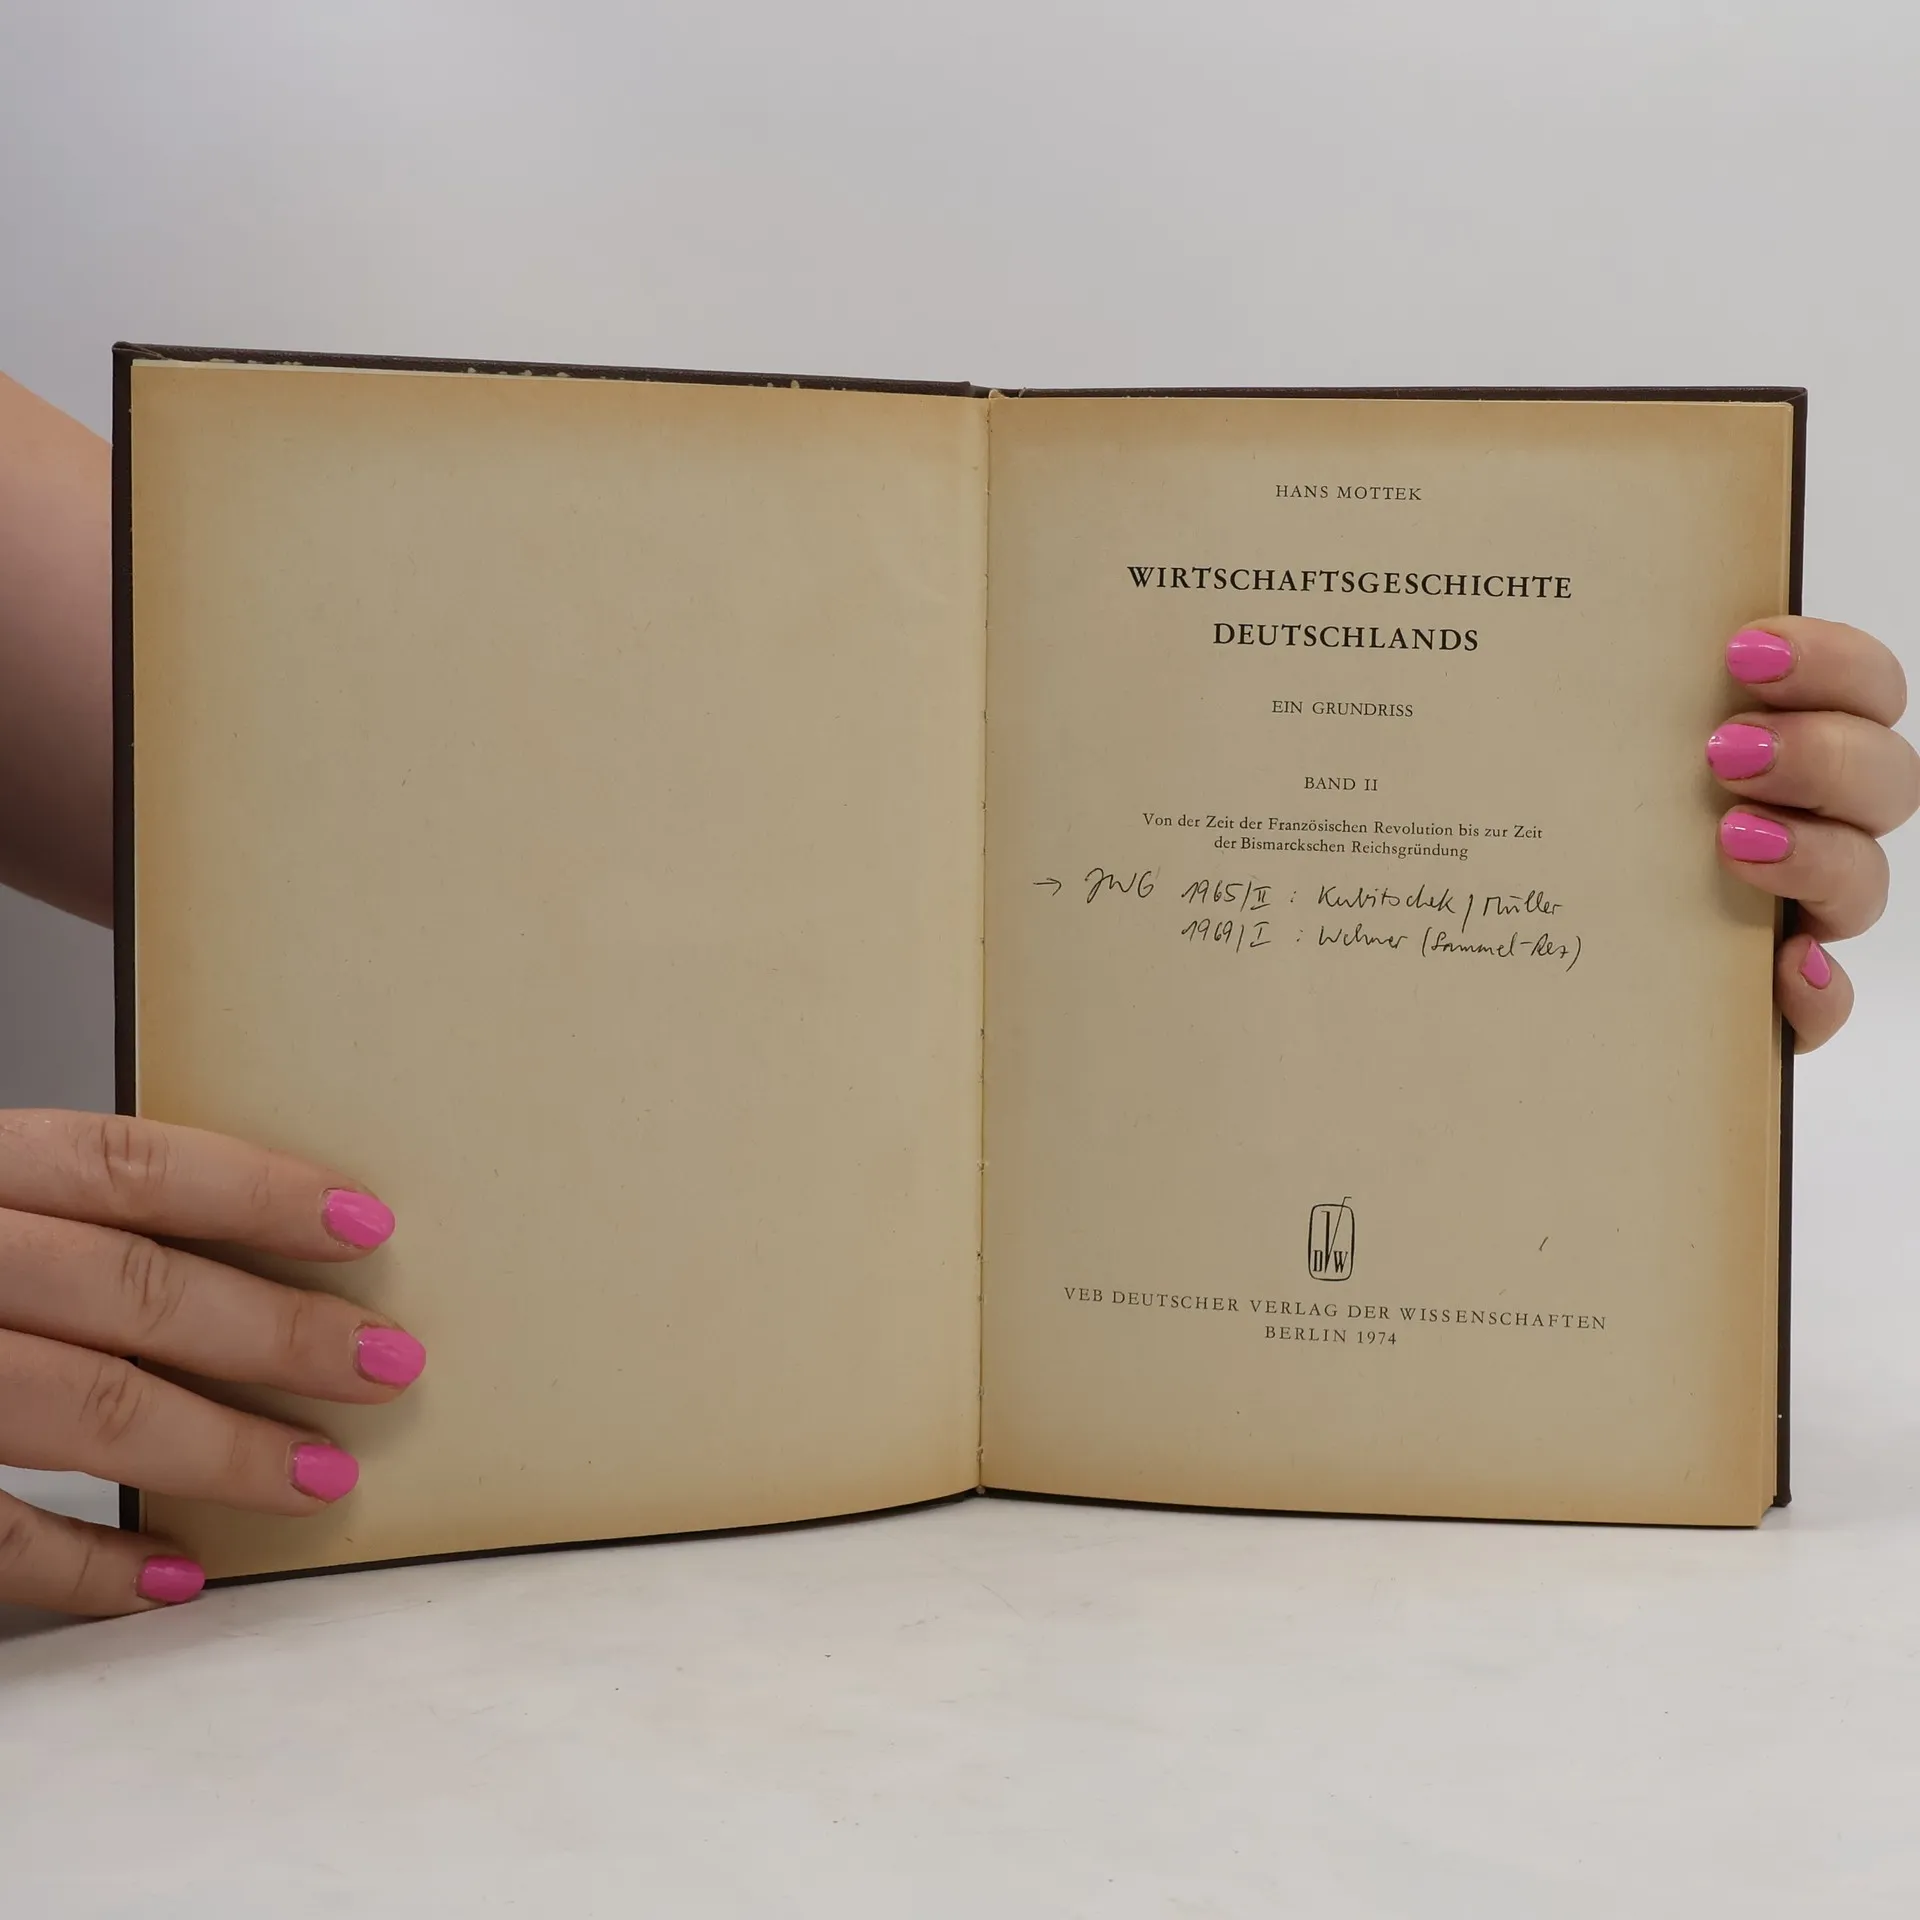 HANS MOTTEK
WIRTSCHAFTSGESCHICHTE
DEUTSCHLANDS
EIN GRUNDRISS
BAND II
Von der Zeit der Französischen Revolution bis zur Zeit
der Bismarckschen Reichsgründung
→ JWG 1965/II : Kubitschek / Müller
1969/I : Wehner (Sammel-Rez)
DVW
VEB DEUTSCHER VERLAG DER WISSENSCHAFTEN
BERLIN 1974